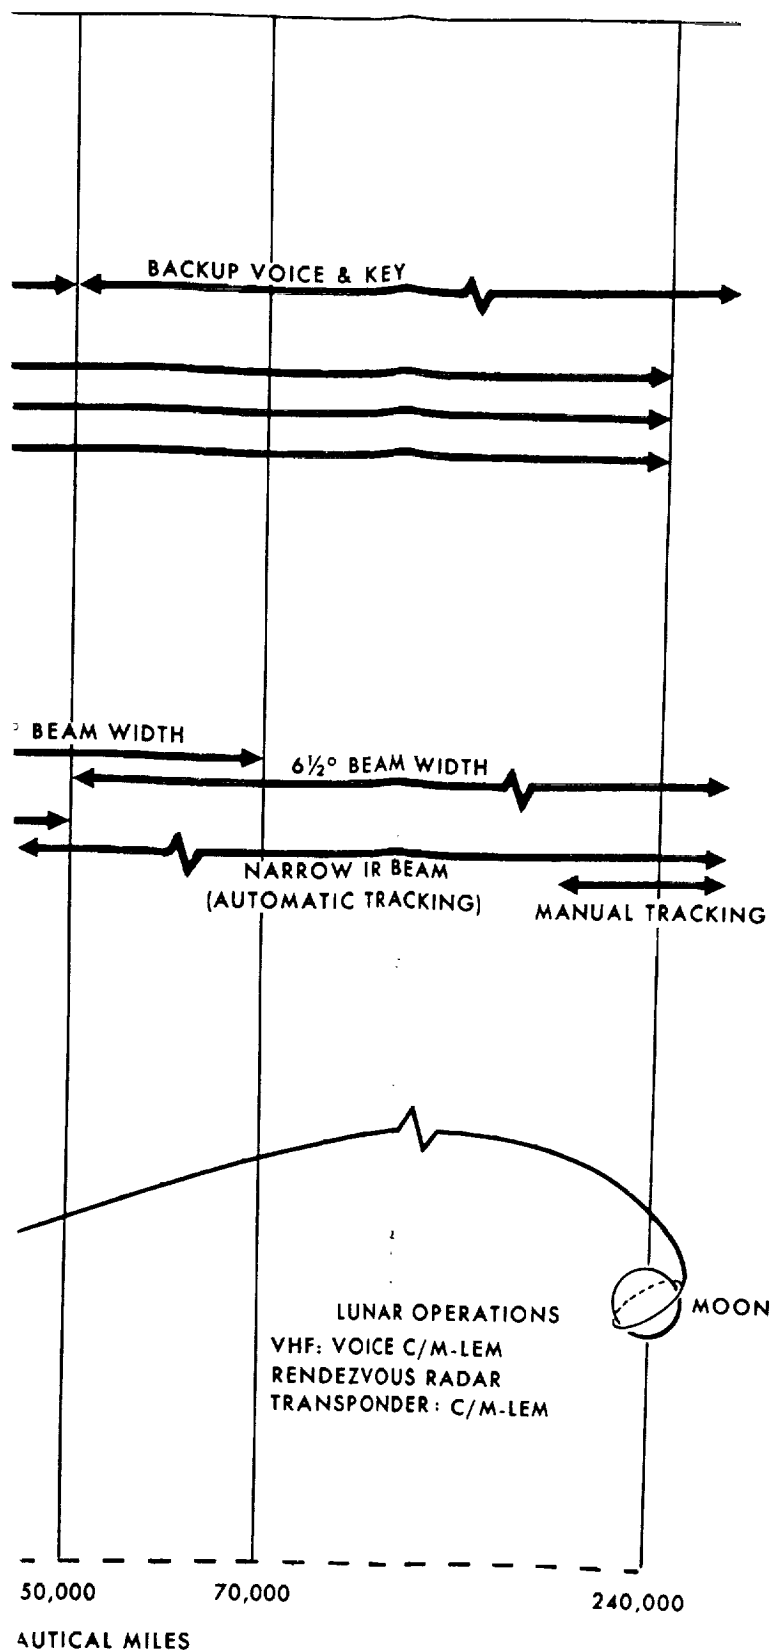 BACKUP VOICE & KEY
° BEAM WIDTH
6½° BEAM WIDTH
NARROW IR BEAM
(AUTOMATIC TRACKING)
MANUAL TRACKING
LUNAR OPERATIONS
MOON
VHF: VOICE C/M-LEM
RENDEZVOUS RADAR
TRANSPONDER: C/M-LEM
50,000
70,000
240,000
AUTICAL MILES